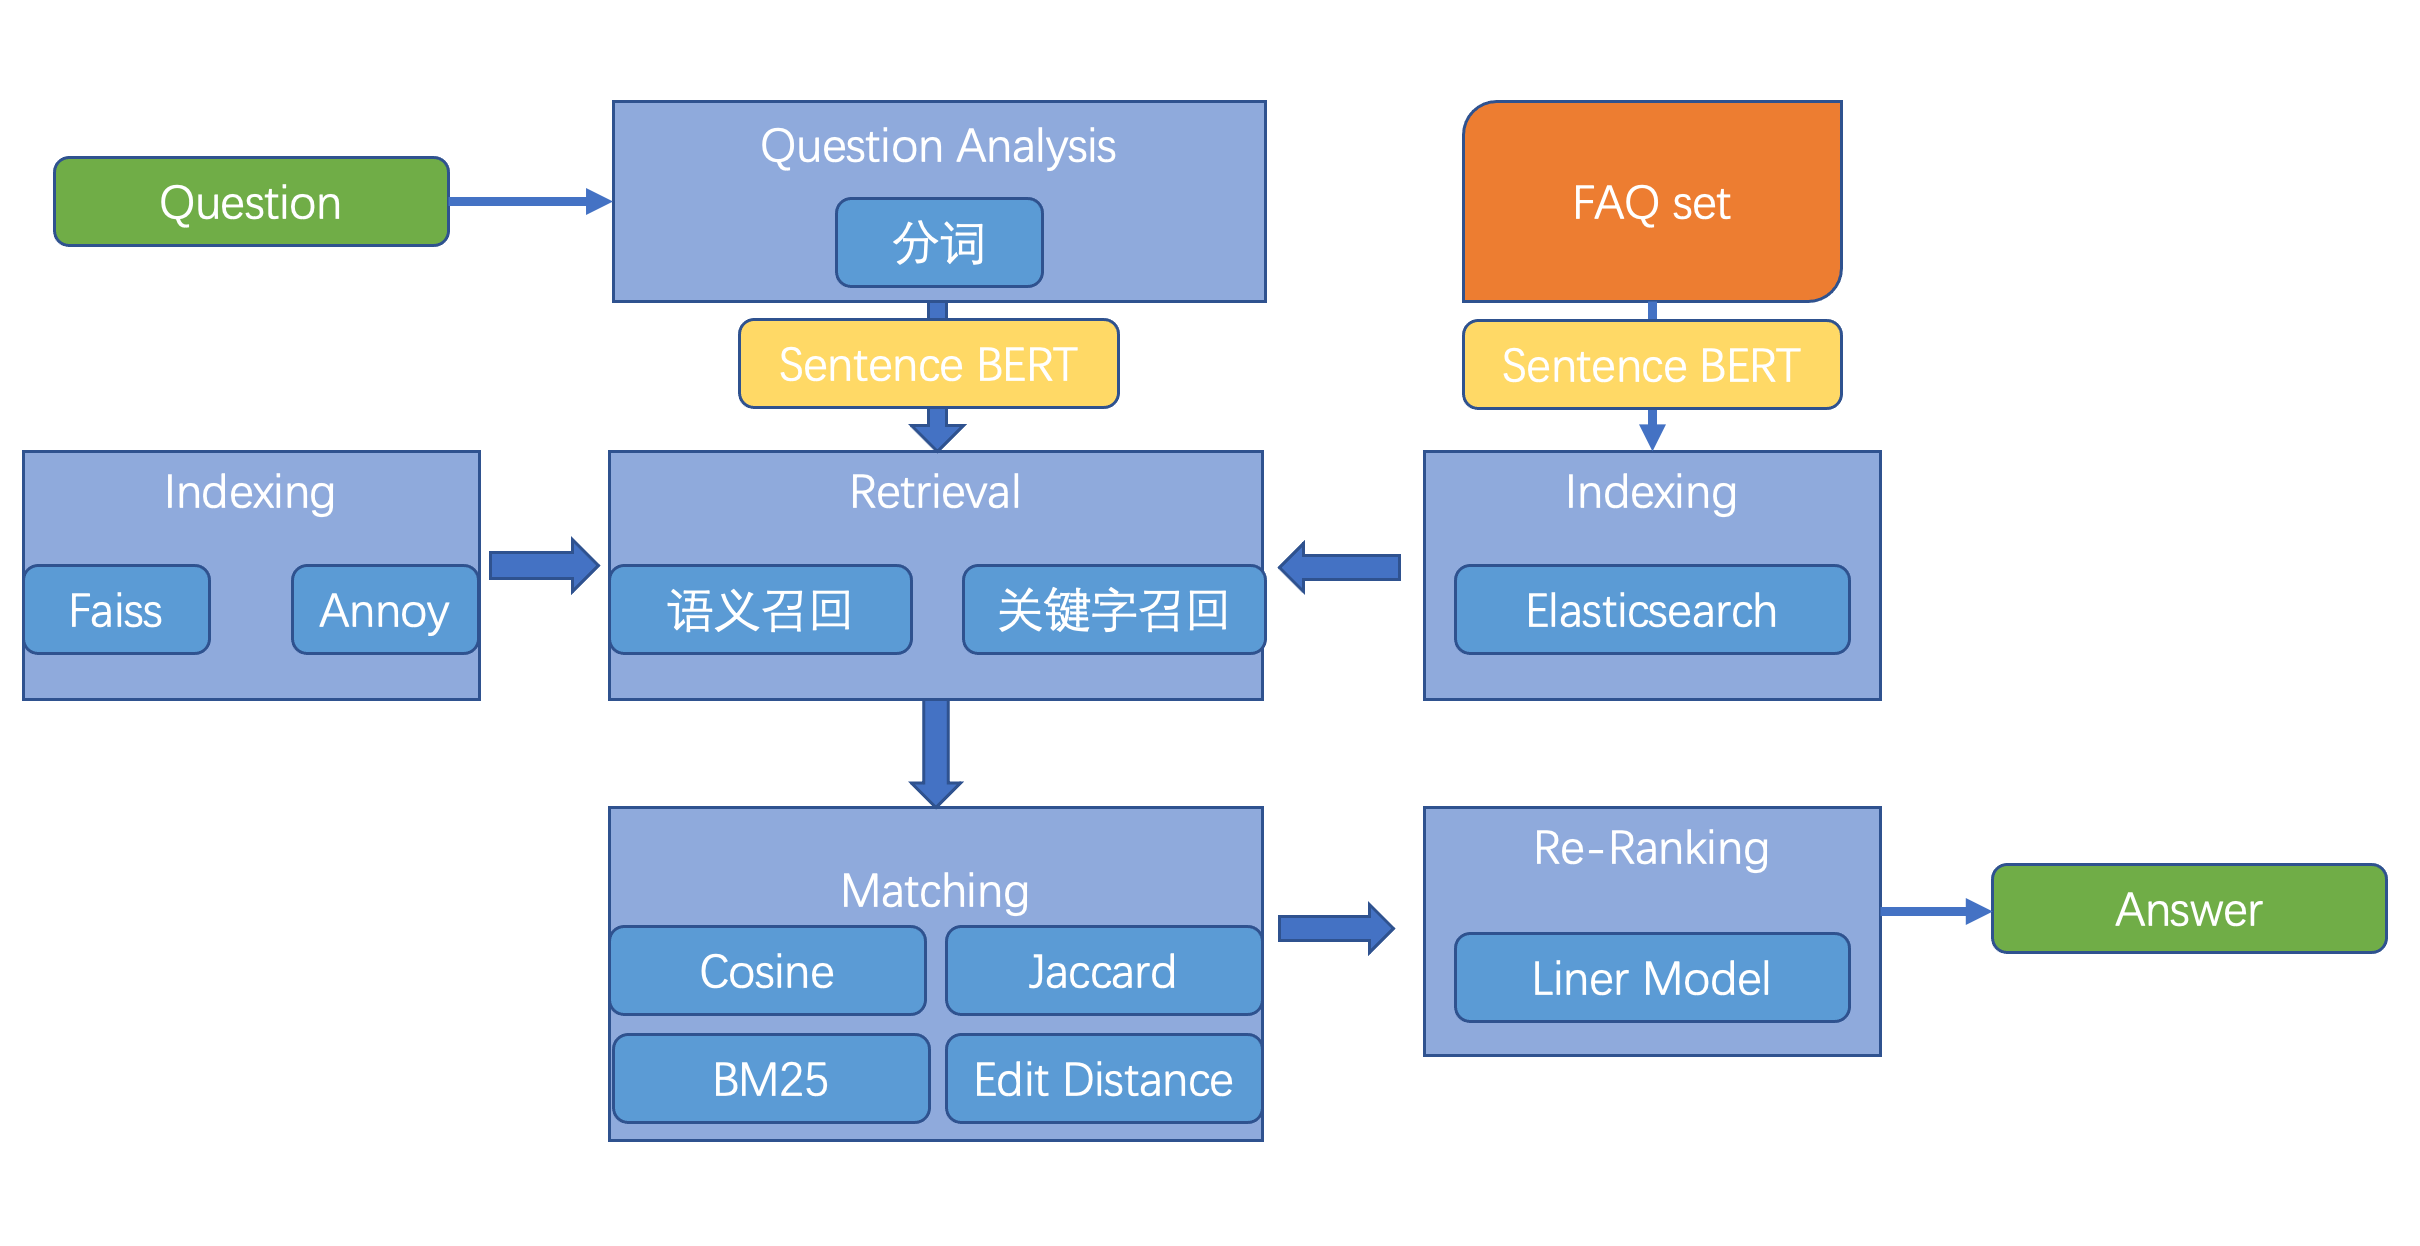 Question
Question Analysis
分词
FAQ set
Sentence BERT
Sentence BERT
Indexing
Faiss
Annoy
Retrieval
语义召回
关键字召回
Indexing
Elasticsearch
Matching
Cosine
Jaccard
BM25
Edit Distance
Re-Ranking
Liner Model
Answer